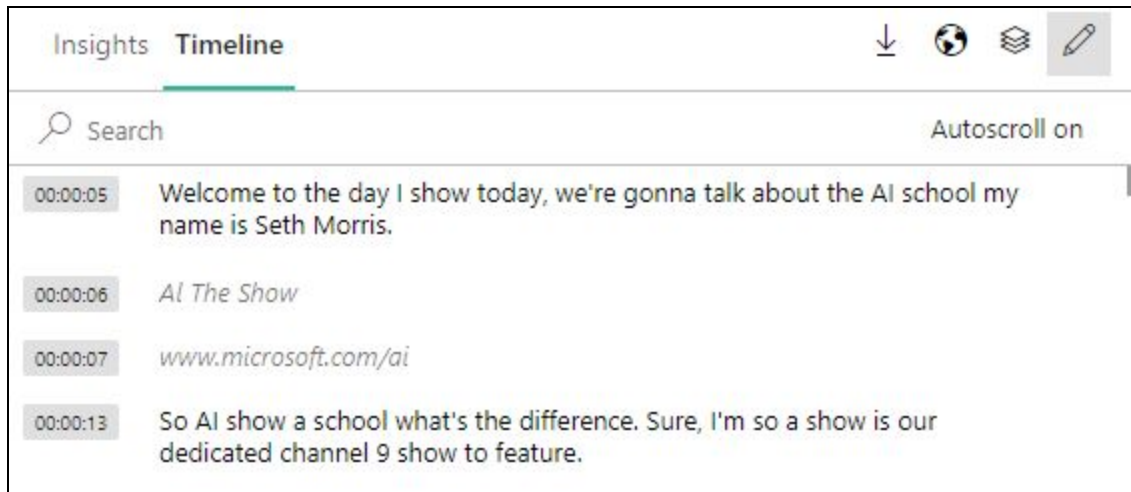 Insights Timeline
Search Autoscroll on
00:00:05 Welcome to the day I show today, we're gonna talk about the AI school my
name is Seth Morris.
00:00:06 Al The Show
00:00:07 www.microsoft.com/ai
00:00:13 So AI show a school what's the difference. Sure, I'm so a show is our
dedicated channel 9 show to feature.